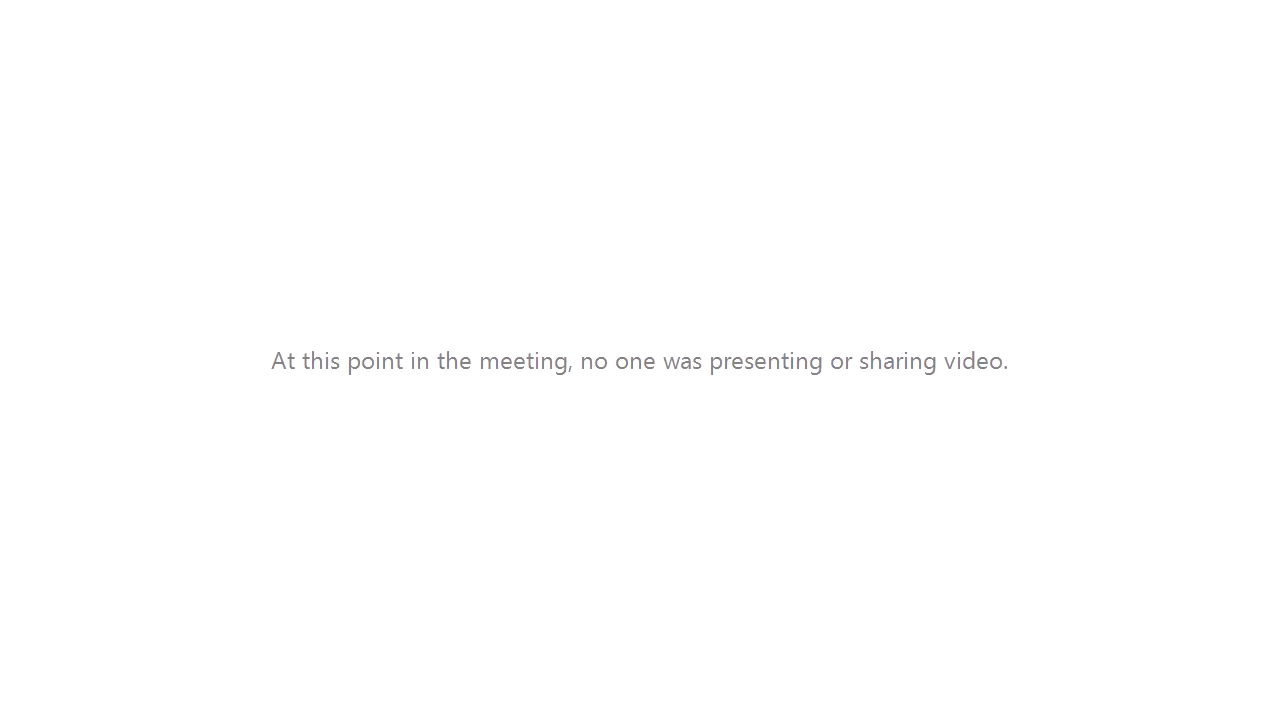 At this point in the meeting, no one was presenting or sharing video.